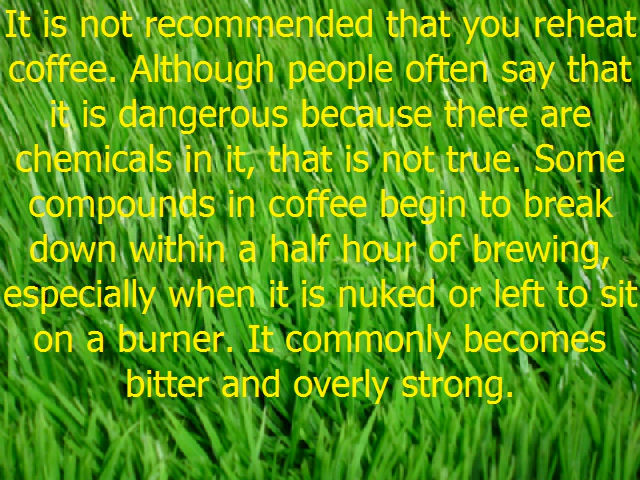 It is not recommended that you reheat
coffee. Although people often say that
it is dangerous because there are
chemicals in it, that is not true. Some
compounds in coffee begin to break
down within a half hour of brewing,
especially when it is nuked or left to sit
on a burner. It commonly becomes
bitter and overly strong.